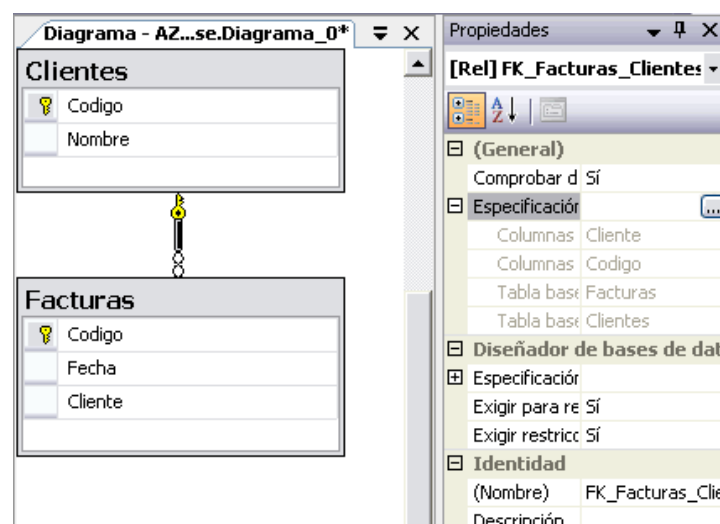 Diagrama - AZ...se.Diagrama_0*
Clientes
Codigo
Nombre
Facturas
Codigo
Fecha
Cliente
Propiedades
[Rel] FK_Facturas_Clientes
(General)
Comprobar d Sí
Especificación
...
Columnas Cliente
Columnas Codigo
Tabla base Facturas
Tabla base Clientes
Diseñador de bases de dat
Especificación
Exigir para re Sí
Exigir restricc Sí
Identidad
(Nombre) FK_Facturas_Clie
Descripción